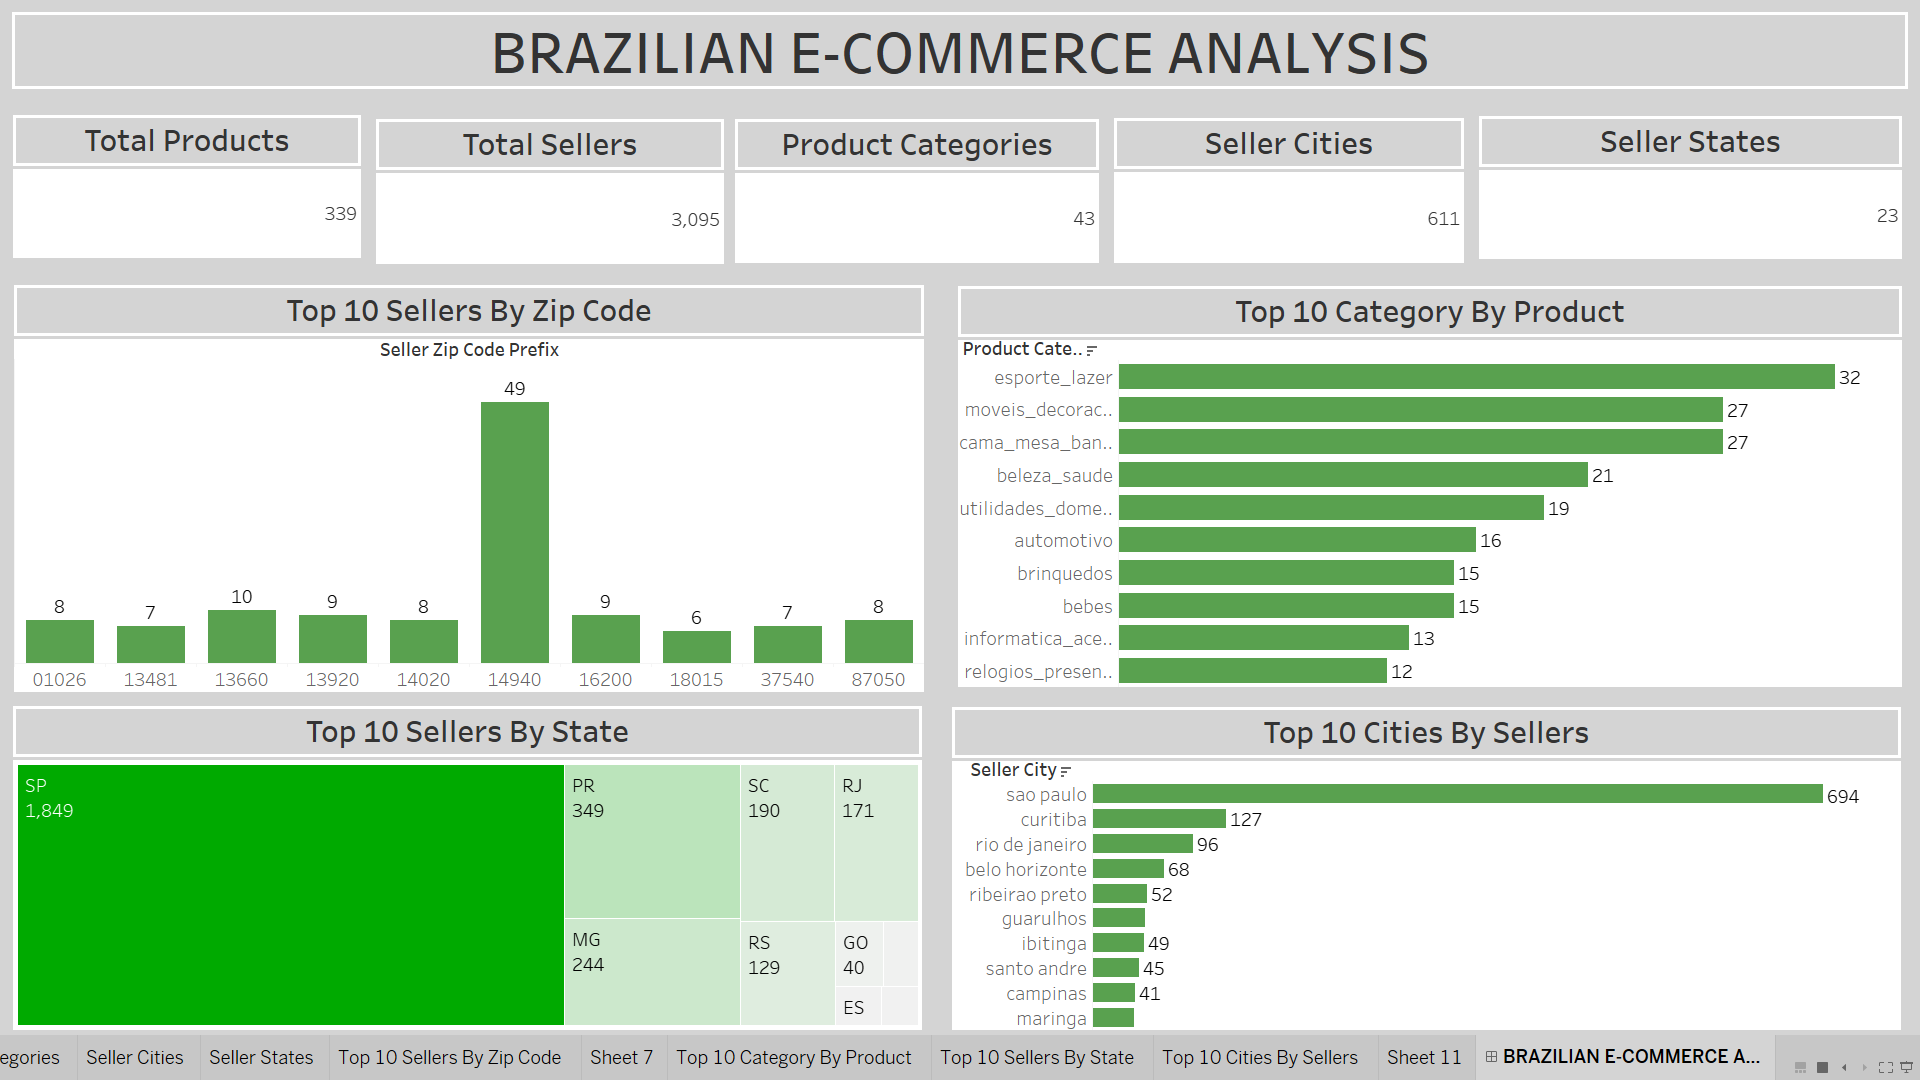 BRAZILIAN E-COMMERCE ANALYSIS
Total Products
339
Total Sellers
3,095
Product Categories
43
Seller Cities
611
Seller States
23
Top 10 Sellers By Zip Code
Seller Zip Code Prefix
8
7
10
9
8
49
9
6
7
8
01026
13481
13660
13920
14020
14940
16200
18015
37540
87050
Top 10 Category By Product
Product Cate..
esporte_lazer 32
moveis_decorac.. 27
cama_mesa_ban.. 27
beleza_saude 21
utilidades_dome.. 19
automotivo 16
brinquedos 15
bebes 15
informatica_ace.. 13
relogios_presen.. 12
Top 10 Sellers By State
SP
1,849
PR
349
MG
244
SC
190
RJ
171
RS
129
GO
40
ES
Top 10 Cities By Sellers
Seller City
sao paulo 694
curitiba 127
rio de janeiro 96
belo horizonte 68
ribeirao preto 52
guarulhos
ibitinga 49
santo andre 45
campinas 41
maringa
egories
Seller Cities
Seller States
Top 10 Sellers By Zip Code
Sheet 7
Top 10 Category By Product
Top 10 Sellers By State
Top 10 Cities By Sellers
Sheet 11
BRAZILIAN E-COMMERCE A...